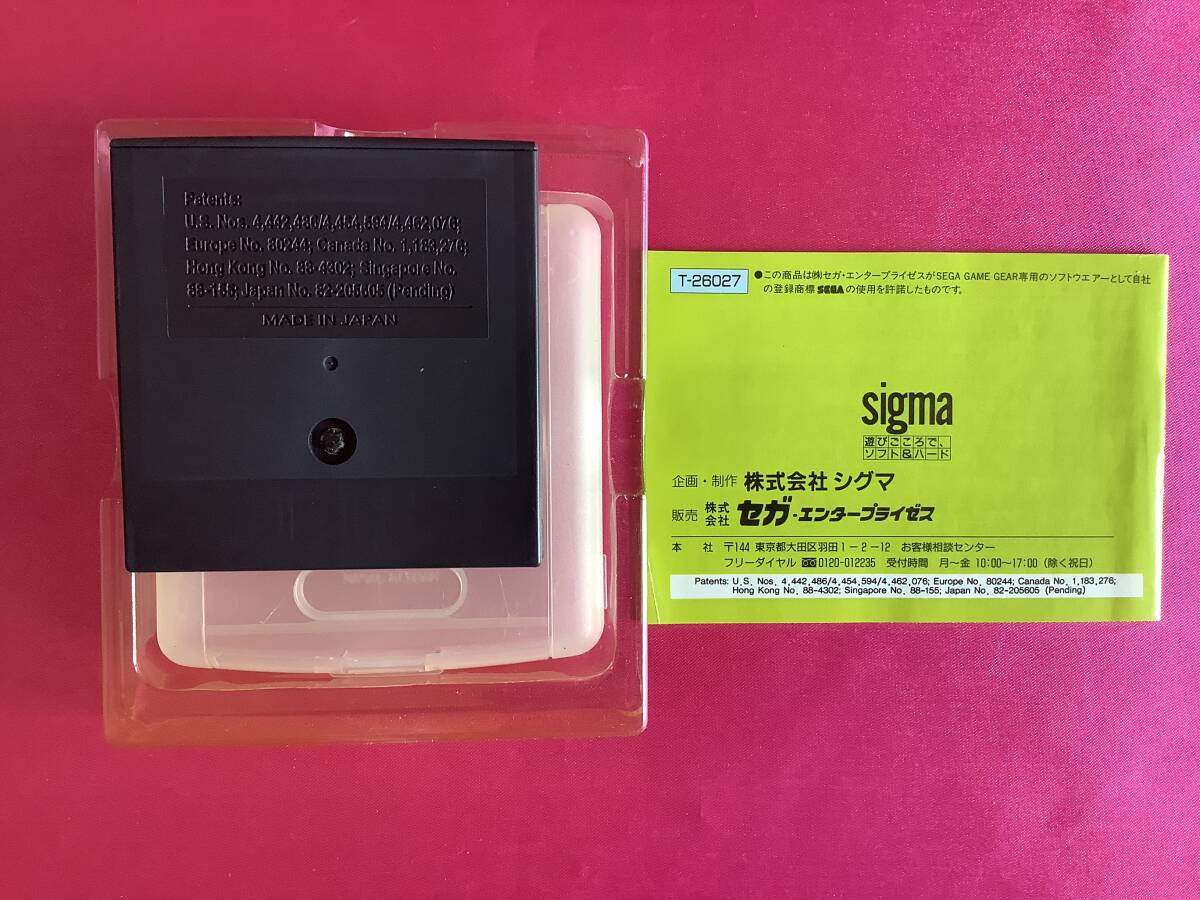 Patents:
U.S. Nos. 4,442,486/4,454,594/4,462,076;
Europe No. 80244; Canada No. 1,183,276;
Hong Kong No. 88-4302; Singapore No.
88-155; Japan No. 82-205605 (Pending)
MADE IN JAPAN
T-26027
●この商品は㈱セガ・エンタープライゼスがSEGA GAME GEAR専用のソフトウエアーとして自社
の登録商標SEGAの使用を許諾したものです。
sigma
遊びごころで、
ソフト&ハード
企画・制作 株式会社 シグマ
販売 株式会社 セガ・エンタープライゼス
本 社 〒144 東京都大田区羽田1-2-12 お客様相談センター
フリーダイヤル 0120-012235 受付時間 月〜金 10:00〜17:00(除く祝日)
Patents: U.S. Nos. 4,442,486/4,454,594/4,462,076; Europe No. 80244; Canada No. 1,183,276;
Hong Kong No. 88-4302; Singapore No. 88-155; Japan No. 82-205605 (Pending)